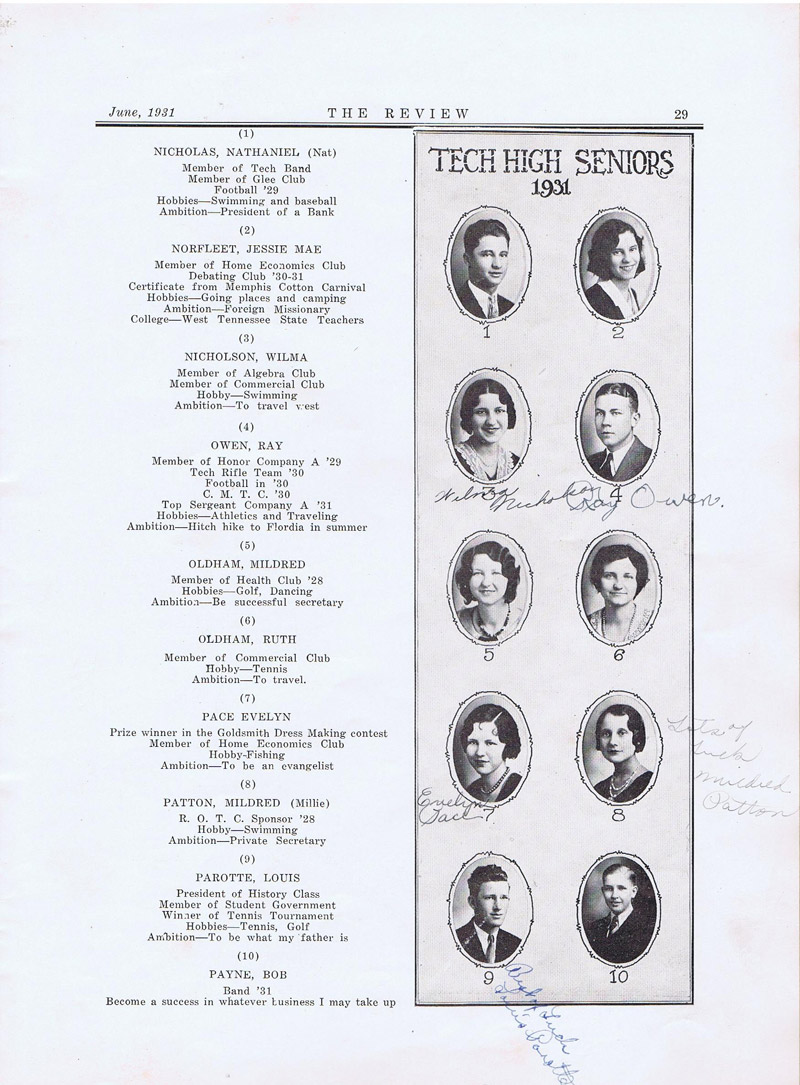 June, 1931 THE REVIEW 29
(1)
NICHOLAS, NATHANIEL (Nat)
Member of Tech Band
Member of Glee Club
Football '29
Hobbies—Swimming and baseball
Ambition—President of a Bank
(2)
NORFLEET, JESSIE MAE
Member of Home Economics Club
Debating Club '30-31
Certificate from Memphis Cotton Carnival
Hobbies—Going places and camping
Ambition—Foreign Missionary
College—West Tennessee State Teachers
(3)
NICHOLSON, WILMA
Member of Algebra Club
Member of Commercial Club
Hobby—Swimming
Ambition—To travel west
(4)
OWEN, RAY
Member of Honor Company A '29
Tech Rifle Team '30
Football in '30
C. M. T. C. '30
Top Sergeant Company A '31
Hobbies—Athletics and Traveling
Ambition—Hitch hike to Flordia in summer
(5)
OLDHAM, MILDRED
Member of Health Club '28
Hobbies—Golf, Dancing
Ambition—Be successful secretary
(6)
OLDHAM, RUTH
Member of Commercial Club
Hobby—Tennis
Ambition—To travel.
(7)
PACE EVELYN
Prize winner in the Goldsmith Dress Making contest
Member of Home Economics Club
Hobby-Fishing
Ambition—To be an evangelist
(8)
PATTON, MILDRED (Millie)
R. O. T. C. Sponsor '28
Hobby—Swimming
Ambition—Private Secretary
(9)
PAROTTE, LOUIS
President of History Class
Member of Student Government
Winner of Tennis Tournament
Hobbies—Tennis, Golf
Ambition—To be what my father is
(10)
PAYNE, BOB
Band '31
Become a success in whatever business I may take up
TECH HIGH SENIORS
1931
1 2
3 4
Wilma Nicholson Ray Owen.
5 6
7 8
Evelyn
Pace
Lots of
luck
Mildred
Patton
9 10
Best of Luck
Louis Parotte